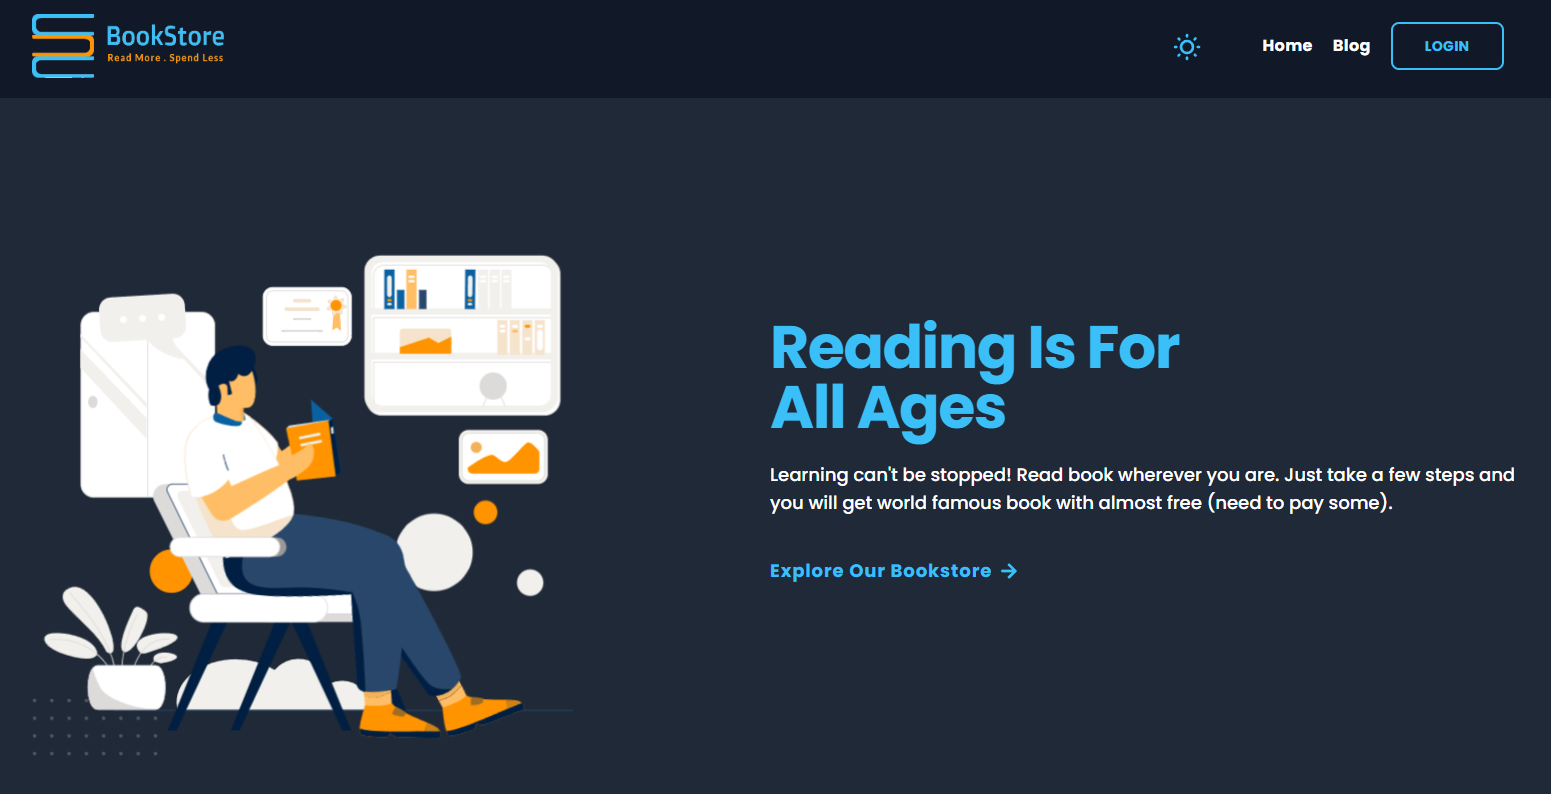 BookStore
Read More . Spend Less
Home Blog LOGIN
Reading Is For
All Ages
Learning can't be stopped! Read book wherever you are. Just take a few steps and
you will get world famous book with almost free (need to pay some).
Explore Our Bookstore →